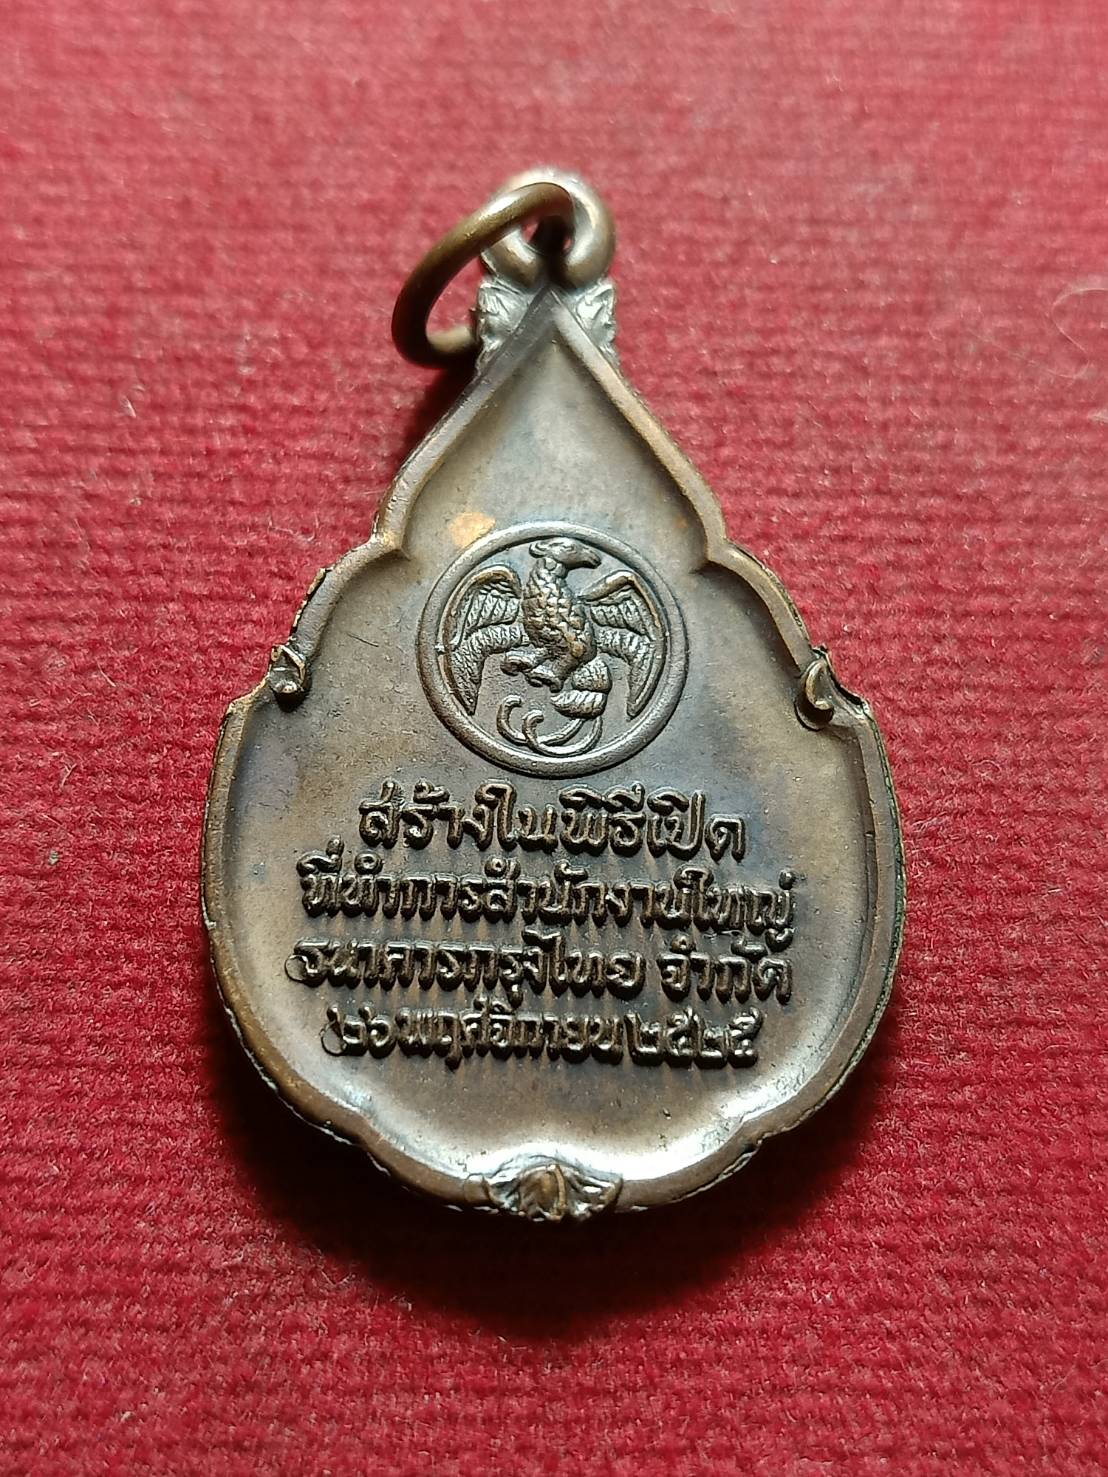 สร้างในพิธีเปิด
ที่ทำการสำนักงานใหญ่
ธนาคารกรุงไทย จำกัด
๒๖ พฤศจิกายน ๒๕๒๕